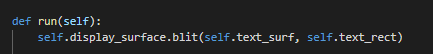 def run(self):
    self.display_surface.blit(self.text_surf, self.text_rect)